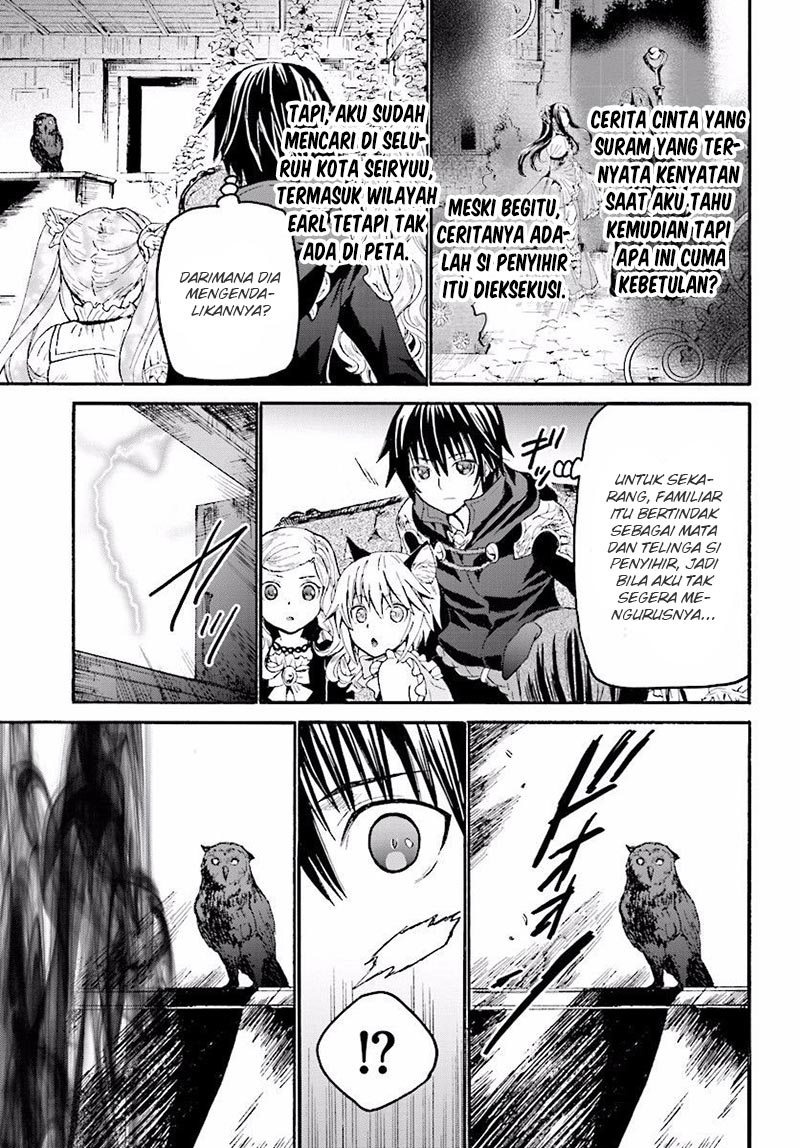 CERITA CINTA YANG
SURAM YANG TER-
NYATA KENYATAN
SAAT AKU TAHU
KEMUDIAN TAPI
APA INI CUMA
KEBETULAN?
MESKI BEGITU,
CERITANYA ADA-
LAH SI PENYIHIR
ITU DIEKSEKUSI.
TAPI, AKU SUDAH
MENCARI DI SELU-
RUH KOTA SEIRYUU,
TERMASUK WILAYAH
EARL TETAPI TAK
ADA DI PETA.
DARIMANA DIA
MENGENDA-
LIKANNYA?
UNTUK SEKA-
RANG, FAMILIAR
ITU BERTINDAK
SEBAGAI MATA
DAN TELINGA SI
PENYIHIR, JADI
BILA AKU TAK
SEGERA ME-
NGURUSNYA...
!?